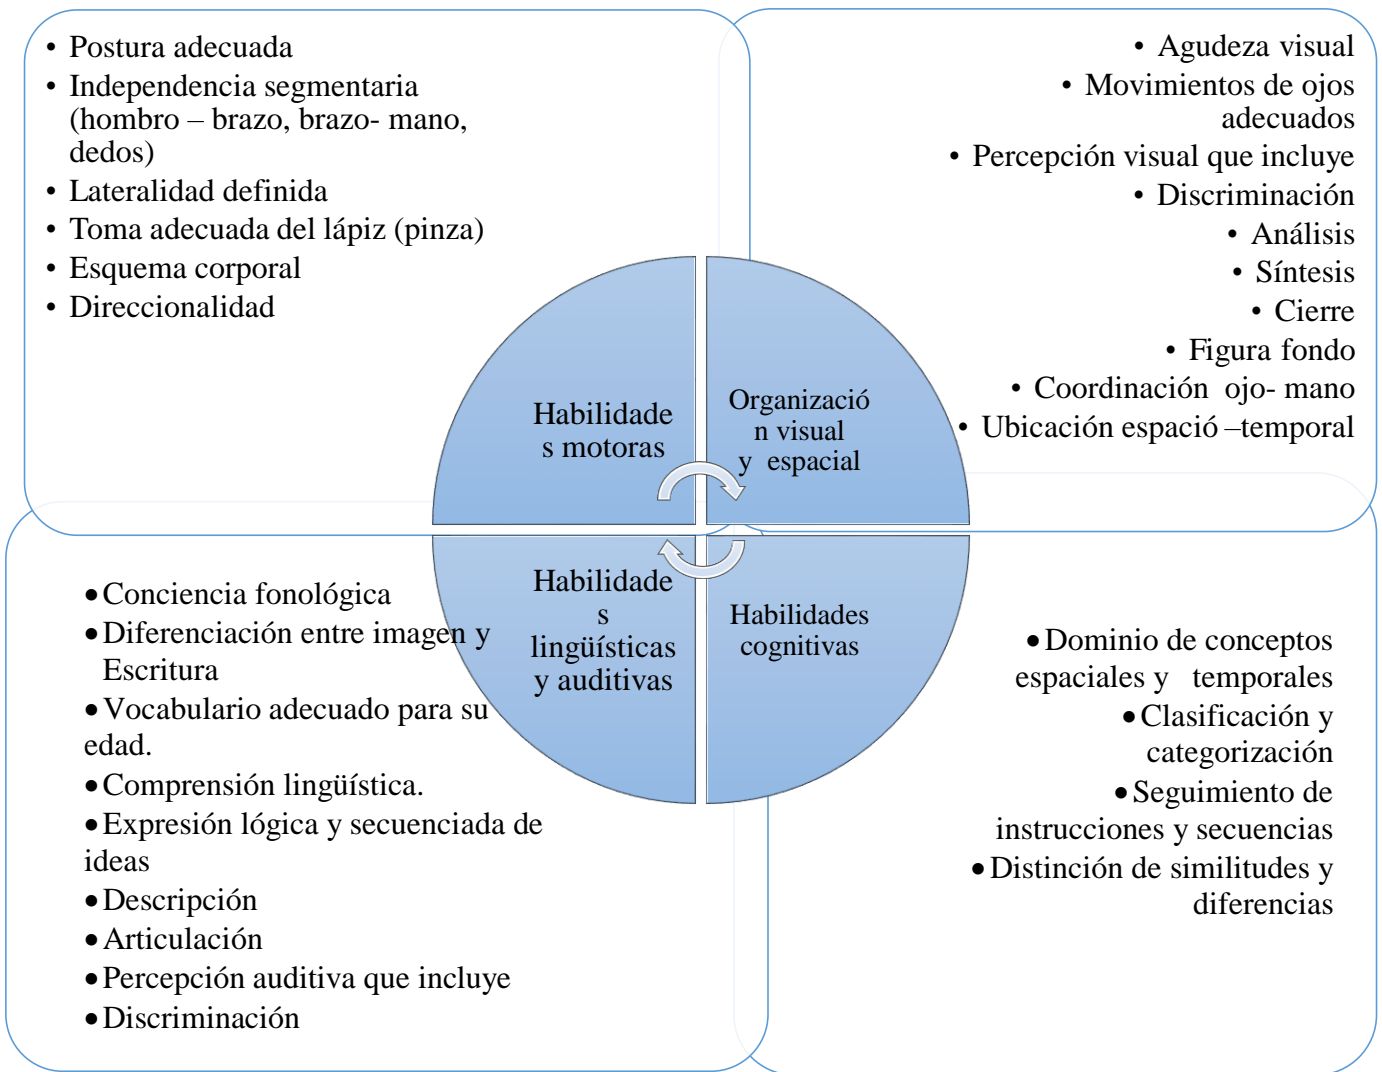 • Postura adecuada
• Independencia segmentaria
(hombro – brazo, brazo- mano,
dedos)
• Lateralidad definida
• Toma adecuada del lápiz (pinza)
• Esquema corporal
• Direccionalidad
• Agudeza visual
• Movimientos de ojos
adecuados
• Percepción visual que incluye
• Discriminación
• Análisis
• Síntesis
• Cierre
• Figura fondo
• Coordinación ojo- mano
• Ubicación espació –temporal
Habilidade
s motoras
Organizació
n visual
y espacial
Habilidade
s
lingüísticas
y auditivas
Habilidades
cognitivas
• Conciencia fonológica
• Diferenciación entre imagen y
Escritura
• Vocabulario adecuado para su
edad.
• Comprensión lingüística.
• Expresión lógica y secuenciada de
ideas
• Descripción
• Articulación
• Percepción auditiva que incluye
• Discriminación
• Dominio de conceptos
espaciales y temporales
• Clasificación y
categorización
• Seguimiento de
instrucciones y secuencias
• Distinción de similitudes y
diferencias